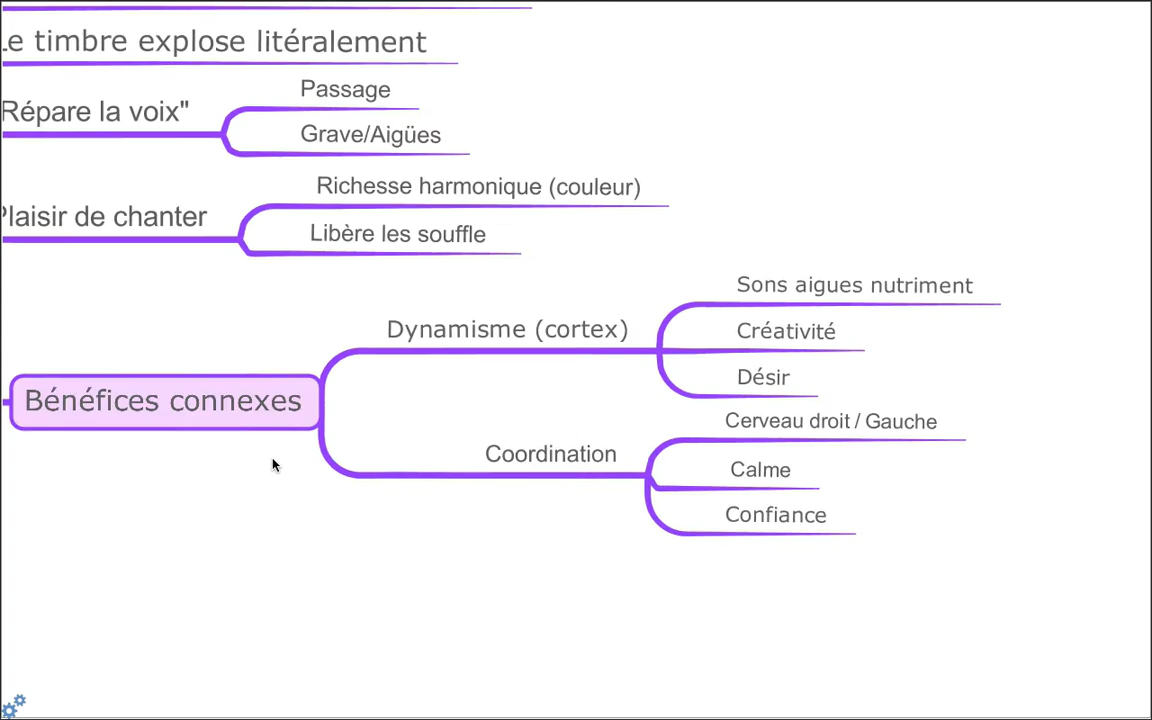 Le timbre explose litéralement
Répare la voix"
Passage
Grave/Aigües
Plaisir de chanter
Richesse harmonique (couleur)
Libère les souffle
Bénéfices connexes
Dynamisme (cortex)
Sons aigues nutriment
Créativité
Désir
Coordination
Cerveau droit / Gauche
Calme
Confiance